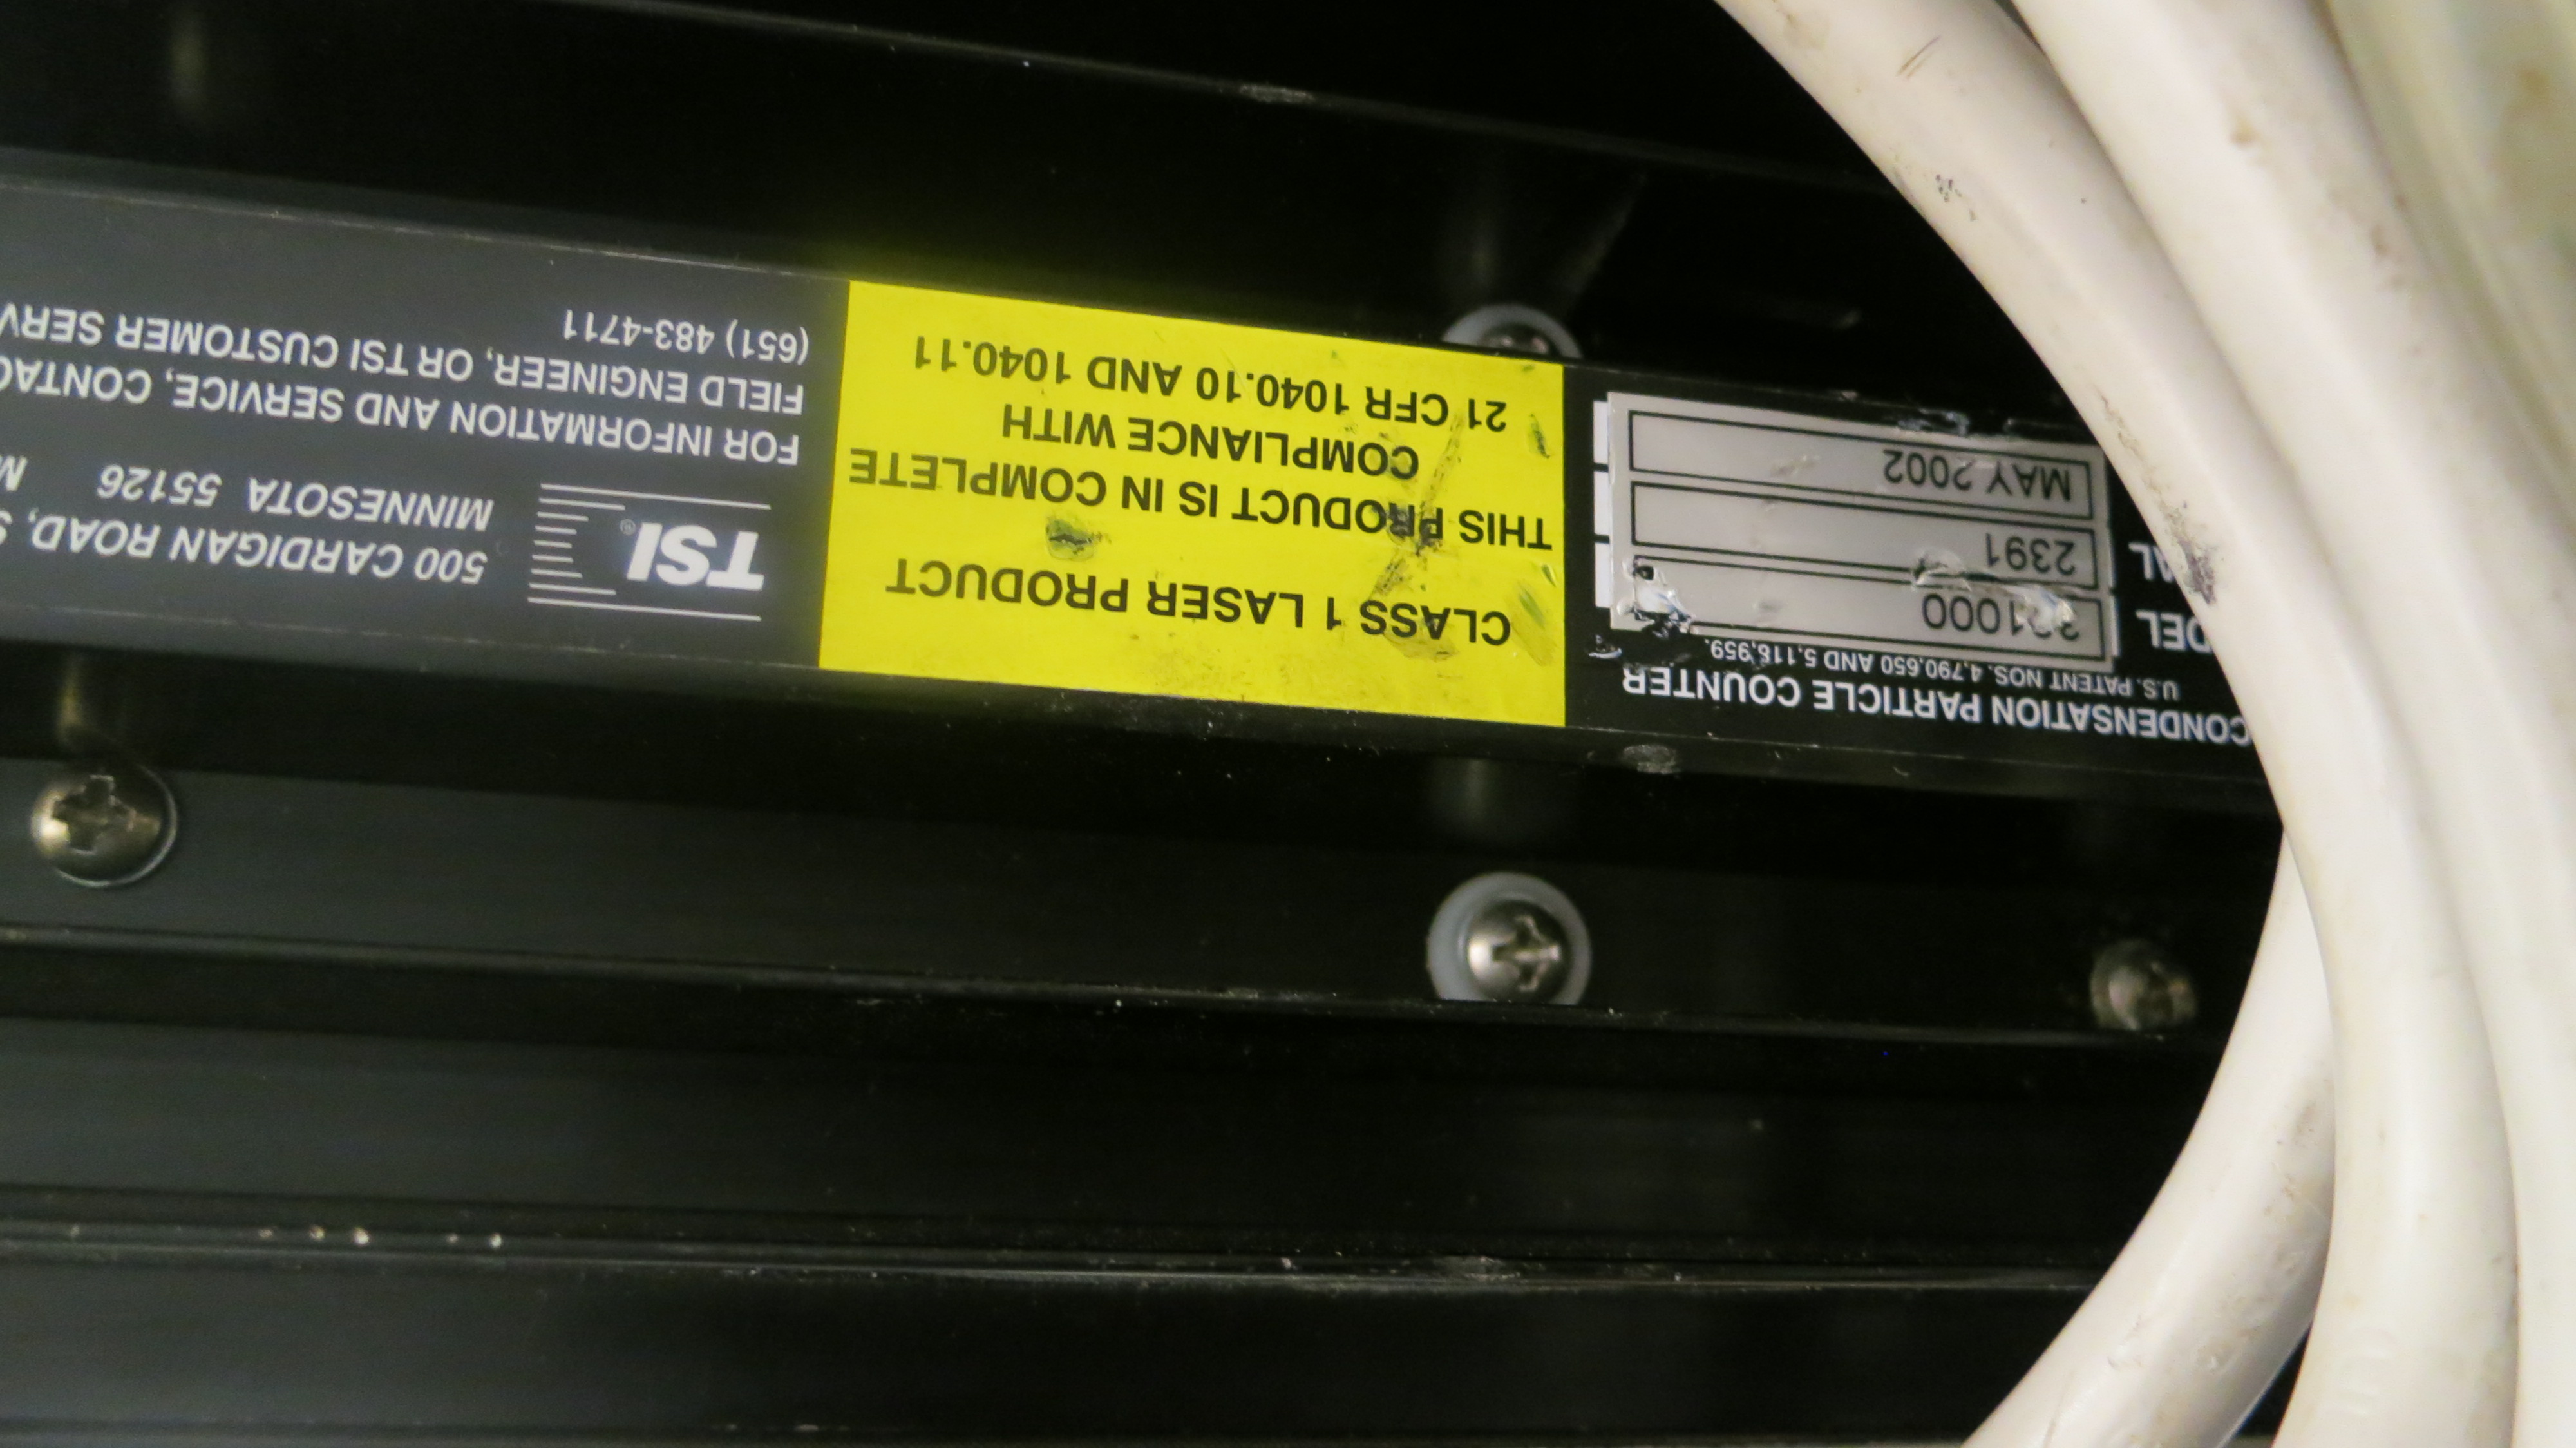 CONDENSATION PARTICLE COUNTER
U.S. PATENT NOS. 4,790,650 AND 5,118,959.
DEL
AL 2391
MAY 2002
CLASS 1 LASER PRODUCT
THIS PRODUCT IS IN COMPLETE
COMPLIANCE WITH
21 CFR 1040.10 AND 1040.11
TSI®
500 CARDIGAN ROAD, S
MINNESOTA 55126 M
FOR INFORMATION AND SERVICE, CONTAC
FIELD ENGINEER, OR TSI CUSTOMER SERV
(651) 483-4711